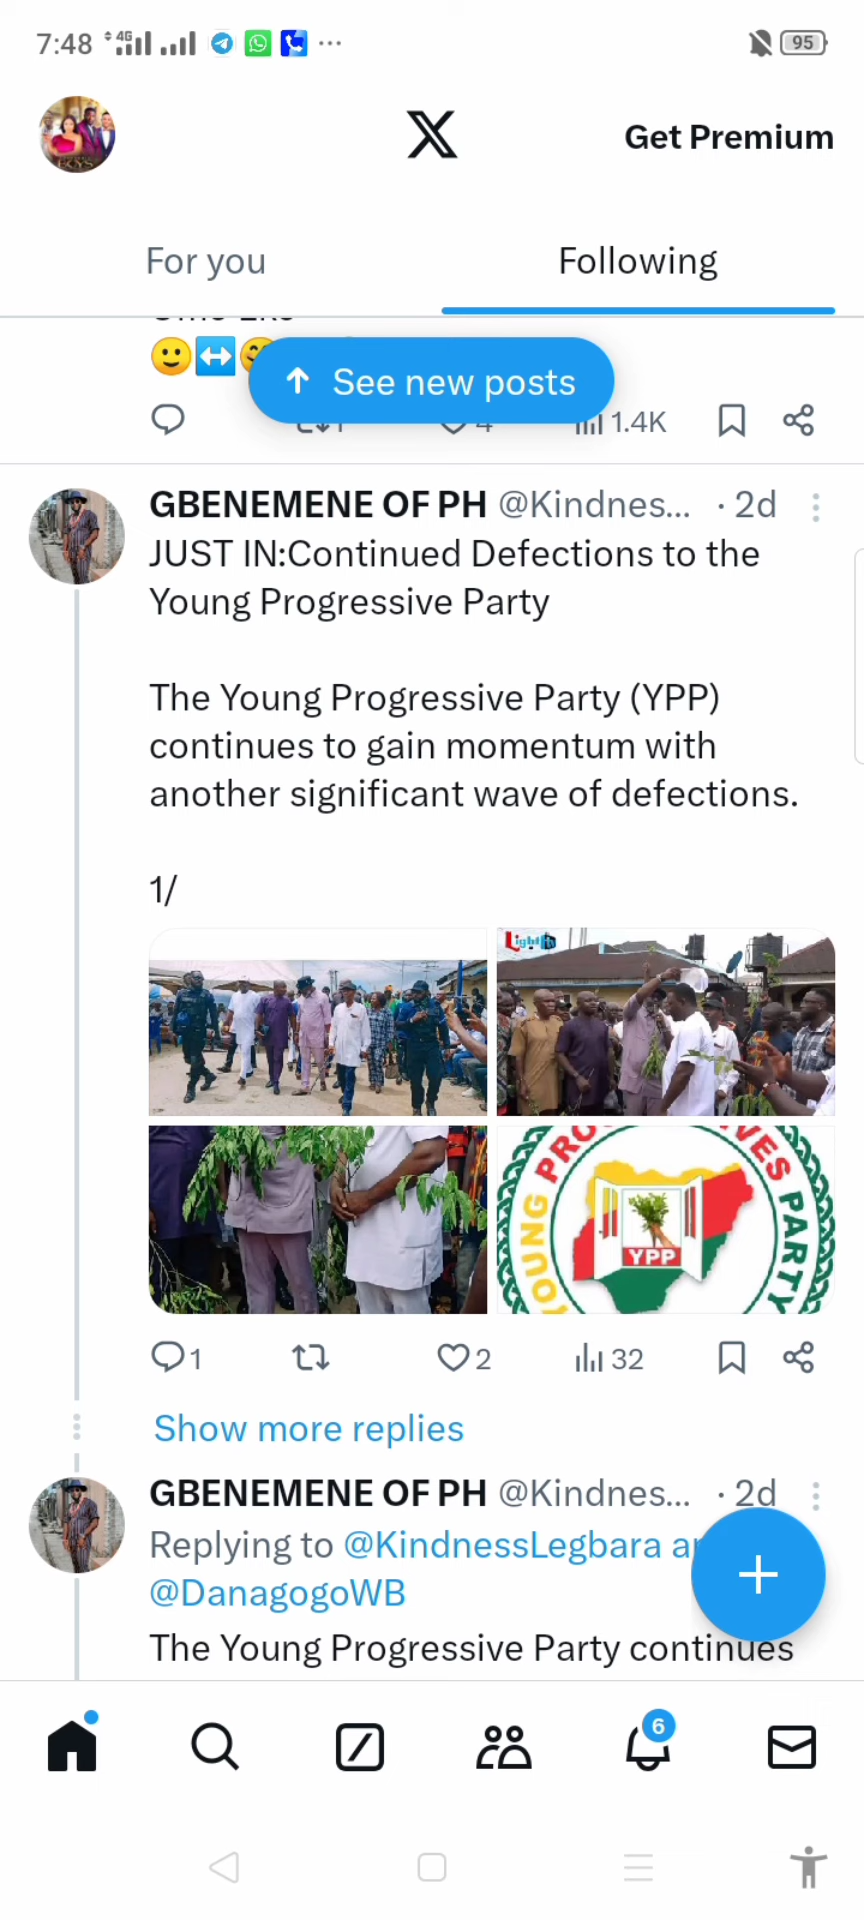 7:48 4G 95
Get Premium
For you Following
See new posts
4 1.4K
GBENEMENE OF PH @Kindnes... · 2d
JUST IN:Continued Defections to the
Young Progressive Party
The Young Progressive Party (YPP)
continues to gain momentum with
another significant wave of defections.
1/
Light
YOUNG PROGRESSIVES PARTY
YPP
1 2 32
Show more replies
GBENEMENE OF PH @Kindnes... · 2d
Replying to @KindnessLegbara
@DanagogoWB
The Young Progressive Party continues
6